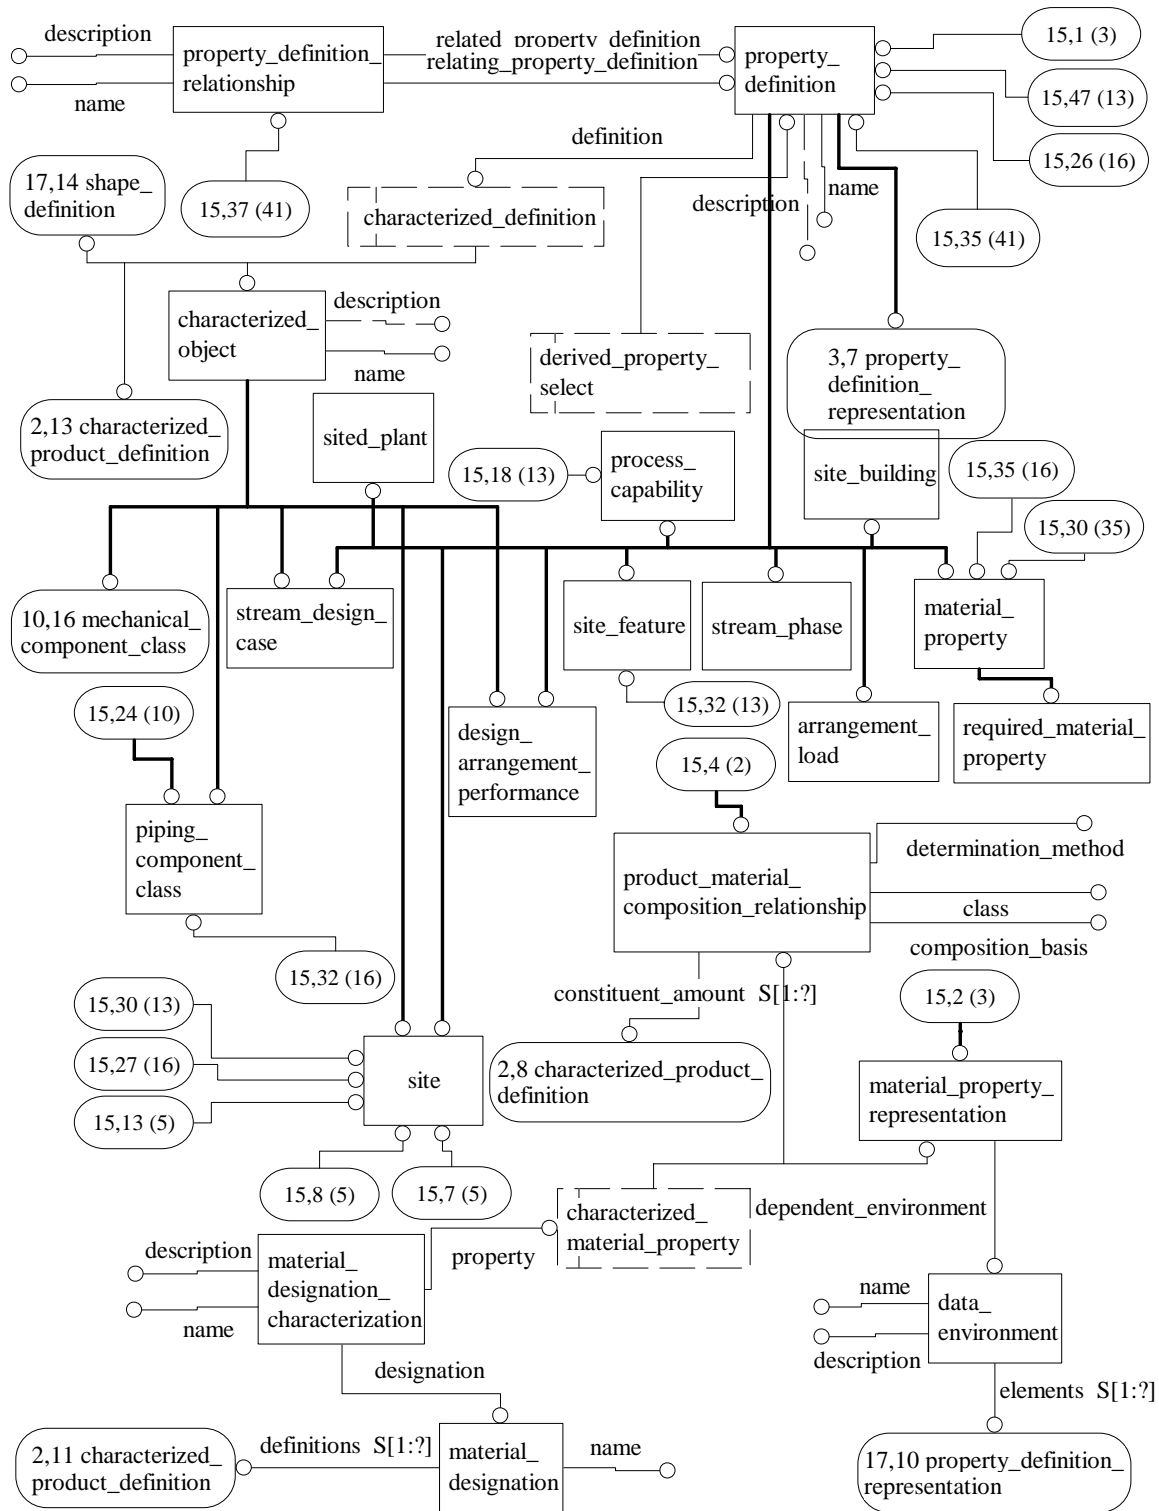 description
property_definition_
relationship
name
related_property_definition
relating_property_definition
property_
definition
15,1 (3)
15,47 (13)
15,26 (16)
definition
17,14 shape_
definition
15,37 (41)
characterized_definition
description
name
15,35 (41)
characterized_
object
description
name
derived_property_
select
3,7 property_
definition_
representation
2,13 characterized_
product_definition
sited_plant
15,18 (13)
process_
capability
site_building
15,35 (16)
15,30 (35)
10,16 mechanical_
component_class
stream_design_
case
site_feature
stream_phase
material_
property
15,24 (10)
15,32 (13)
design_
arrangement_
performance
arrangement_
load
required_material_
property
15,4 (2)
piping_
component_
class
product_material_
composition_relationship
determination_method
class
composition_basis
15,32 (16)
constituent_amount S[1:?]
15,2 (3)
15,30 (13)
15,27 (16)
15,13 (5)
site
2,8 characterized_product_
definition
material_property_
representation
15,8 (5)
15,7 (5)
characterized_
material_property
dependent_environment
description
name
material_
designation_
characterization
property
name
description
data_
environment
designation
elements S[1:?]
2,11 characterized_
product_definition
definitions S[1:?]
material_
designation
name
17,10 property_definition_
representation